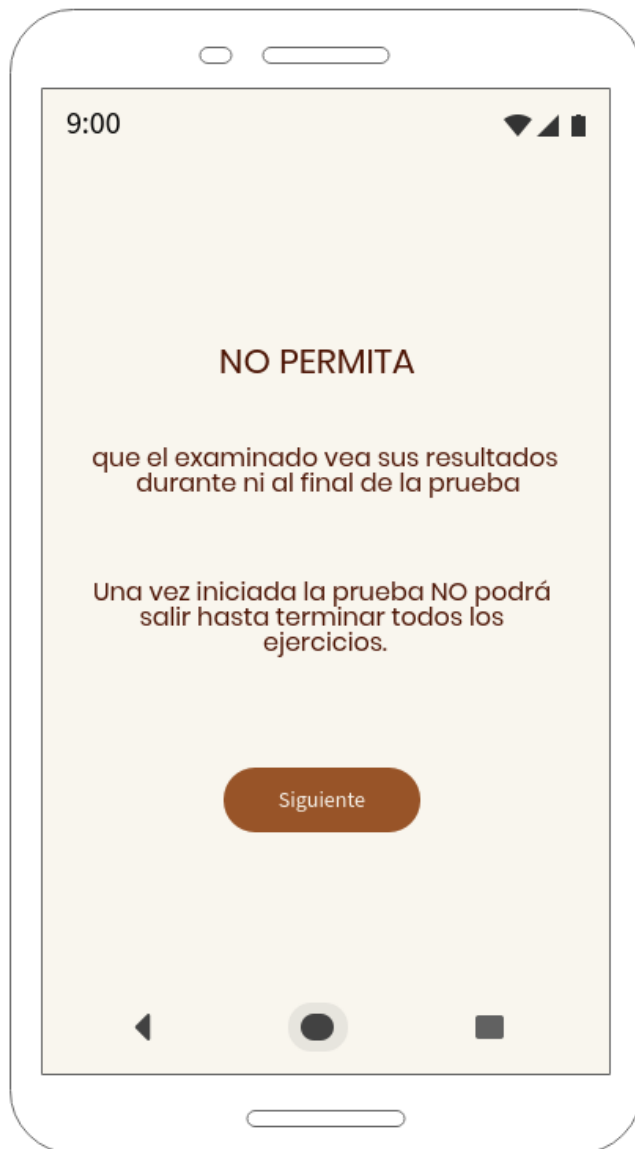 9:00
NO PERMITA
que el examinado vea sus resultados
durante ni al final de la prueba
Una vez iniciada la prueba NO podrá
salir hasta terminar todos los
ejercicios.
Siguiente